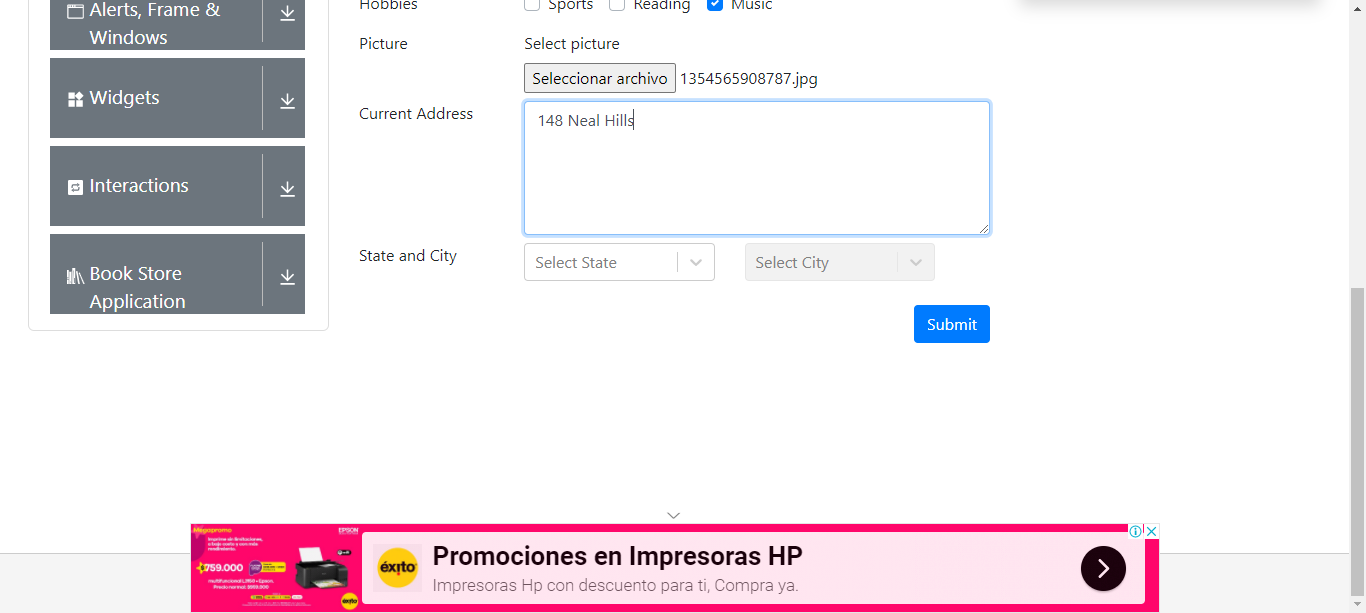 Alerts, Frame &
Windows
Widgets
Interactions
Book Store
Application
Hobbies
Sports Reading Music
Picture
Select picture
Seleccionar archivo 1354565908787.jpg
Current Address
148 Neal Hills
State and City
Select State
Select City
Submit
Megapromo
EPSON
759.000
éxito
éxito
Promociones en Impresoras HP
Impresoras Hp con descuento para ti, Compra ya.